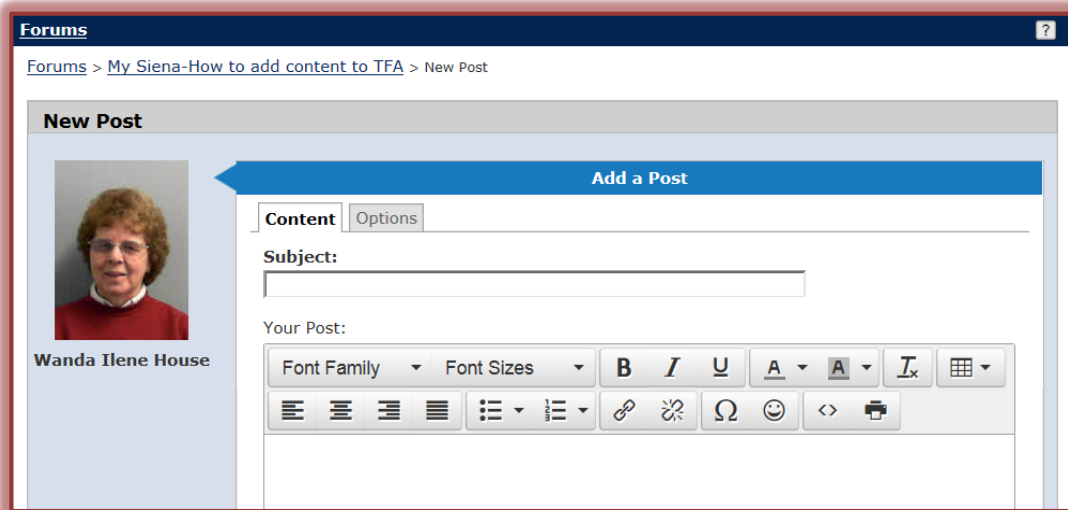 Forums
?
Forums > My Siena-How to add content to TFA > New Post
New Post
Add a Post
Content Options
Subject:
Your Post:
Wanda Ilene House
Font Family Font Sizes B I U A A Ix
Ω <>